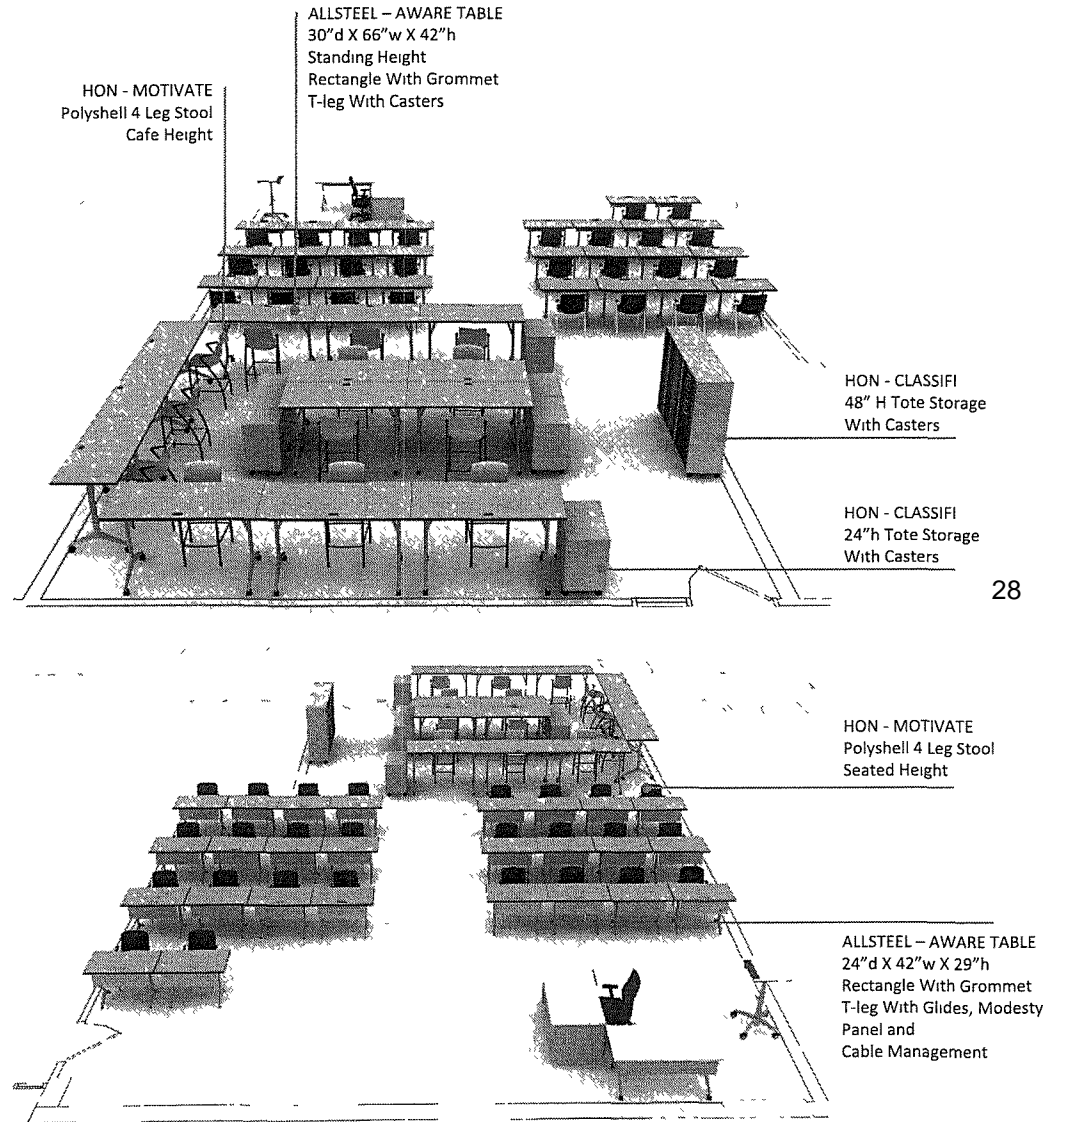 ALLSTEEL – AWARE TABLE
30”d X 66”w X 42”h
Standing Height
Rectangle With Grommet
T-leg With Casters
HON - MOTIVATE
Polyshell 4 Leg Stool
Cafe Height
HON - CLASSIFI
48” H Tote Storage
With Casters
HON - CLASSIFI
24”h Tote Storage
With Casters
28
HON - MOTIVATE
Polyshell 4 Leg Stool
Seated Height
ALLSTEEL – AWARE TABLE
24”d X 42”w X 29”h
Rectangle With Grommet
T-leg With Glides, Modesty
Panel and
Cable Management